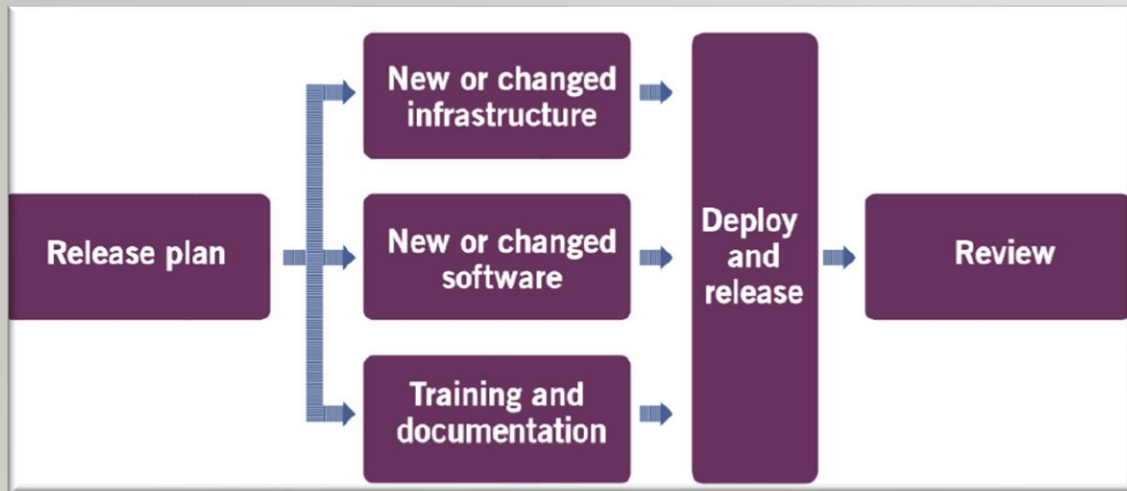 Release plan
New or changed
infrastructure
New or changed
software
Training and
documentation
Deploy
and
release
Review